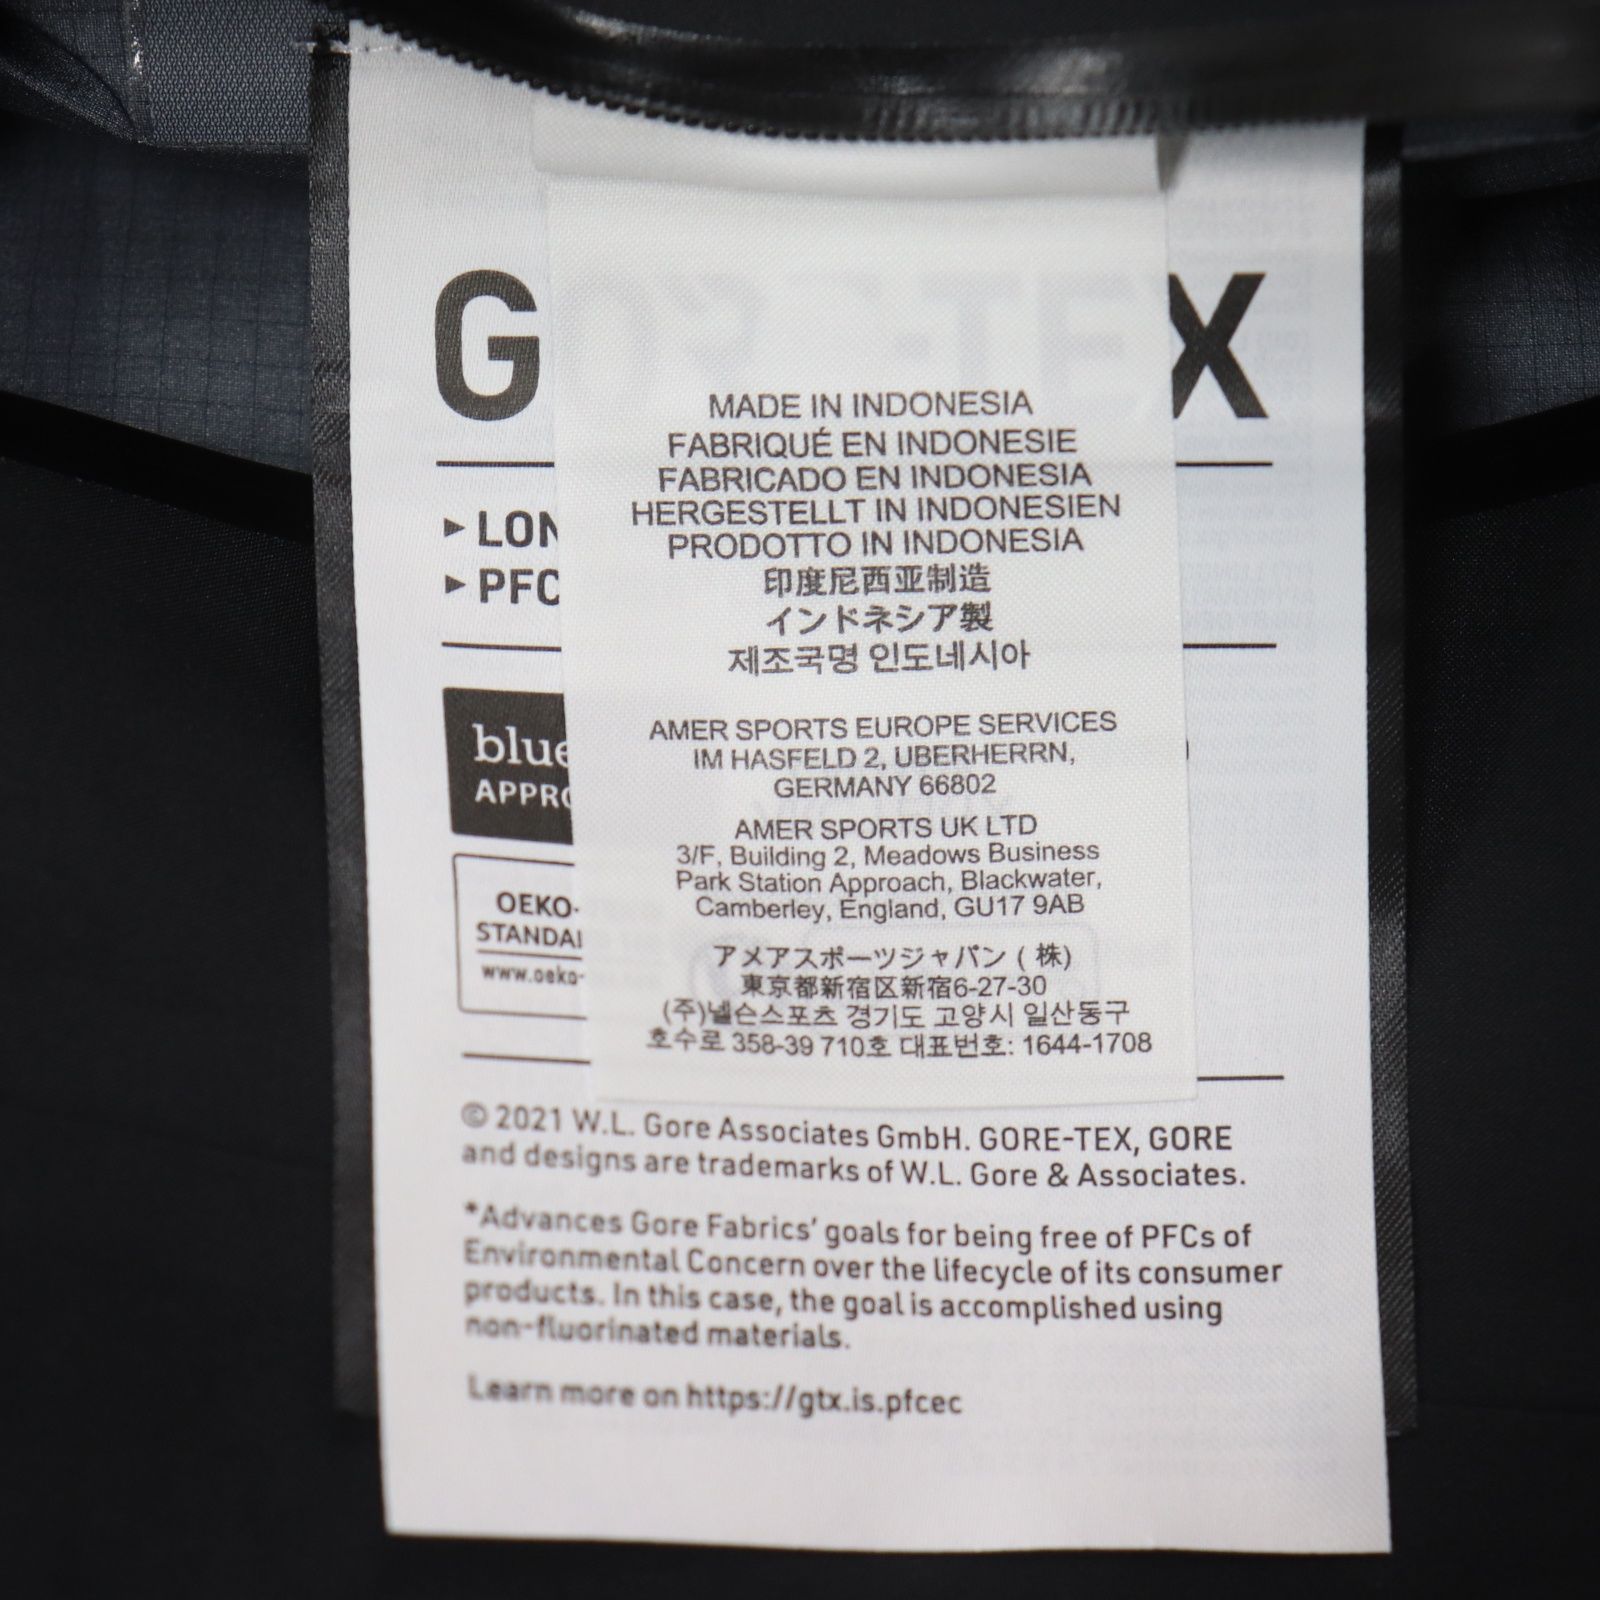 MADE IN INDONESIA
FABRIQUÉ EN INDONESIE
FABRICADO EN INDONESIA
HERGESTELLT IN INDONESIEN
PRODOTTO IN INDONESIA
印度尼西亚制造
インドネシア製
제조국명 인도네시아
AMER SPORTS EUROPE SERVICES
IM HASFELD 2, UBERHERRN,
GERMANY 66802
AMER SPORTS UK LTD
3/F, Building 2, Meadows Business
Park Station Approach, Blackwater,
Camberley, England, GU17 9AB
アメアスポーツジャパン ( 株)
東京都新宿区新宿6-27-30
(주)넬슨스포츠 경기도 고양시 일산동구
호수로 358-39 710호 대표번호: 1644-1708
G TEX
▸ LON
▸ PFC
blue
APPRO
OEKO-
STANDA
www.oeko-
© 2021 W.L. Gore Associates GmbH. GORE-TEX, GORE
and designs are trademarks of W.L. Gore & Associates.
*Advances Gore Fabrics' goals for being free of PFCs of
Environmental Concern over the lifecycle of its consumer
products. In this case, the goal is accomplished using
non-fluorinated materials.
Learn more on https://gtx.is.pfcec